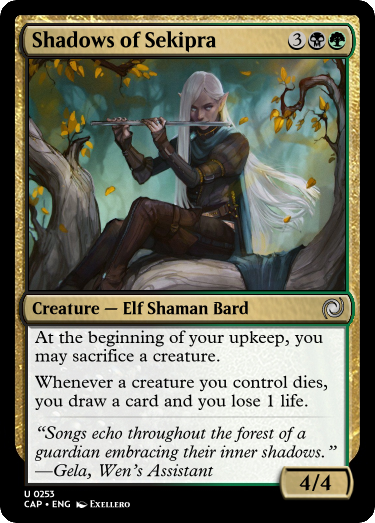 Shadows of Sekipra 3
Creature — Elf Shaman Bard
At the beginning of your upkeep, you
may sacrifice a creature.
Whenever a creature you control dies,
you draw a card and you lose 1 life.
“Songs echo throughout the forest of a
guardian embracing their inner shadows.”
—Gela, Wen’s Assistant
4/4
U 0253
CAP • ENG Exellero